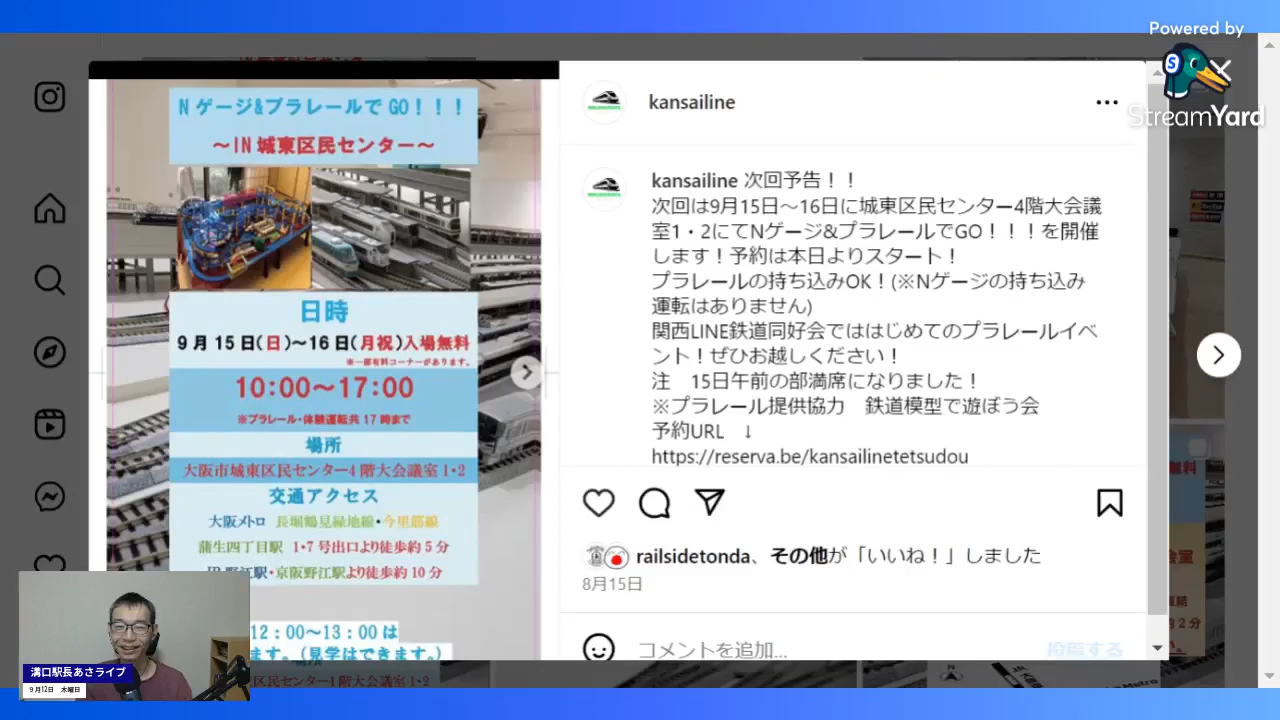 Powered by
StreamYard
Nゲージ&プラレールでGO！！！
～IN 城東区民センター～
日時
9月15日(日)～16日(月祝)入場無料
※一部有料コーナーがあります。
10:00～17:00
※プラレール・体験運転共17時まで
場所
大阪市城東区民センター4階大会議室1・2
交通アクセス
大阪メトロ 長堀鶴見緑地線・今里筋線
蒲生四丁目駅 1・7号出口より徒歩約5分
JR野江駅・京阪野江駅より徒歩約10分
12：00～13：00は
ます。(見学はできます。)
kansailine
kansailine 次回予告！！
次回は9月15日～16日に城東区民センター4階大会議
室1・2にてNゲージ&プラレールでGO！！！を開催
します！予約は本日よりスタート！
プラレールの持ち込みOK！(※Nゲージの持ち込み
運転はありません)
関西LINE鉄道同好会でははじめてのプラレールイベ
ント！ぜひお越しください！
注　15日午前の部満席になりました！
※プラレール提供協力　鉄道模型で遊ぼう会
予約URL　↓
https://reserva.be/kansailinetetsudou
railsidetonda、その他が「いいね！」しました
8月15日
コメントを追加...
投稿する
溝口駅長あさライブ
9月12日　木曜日